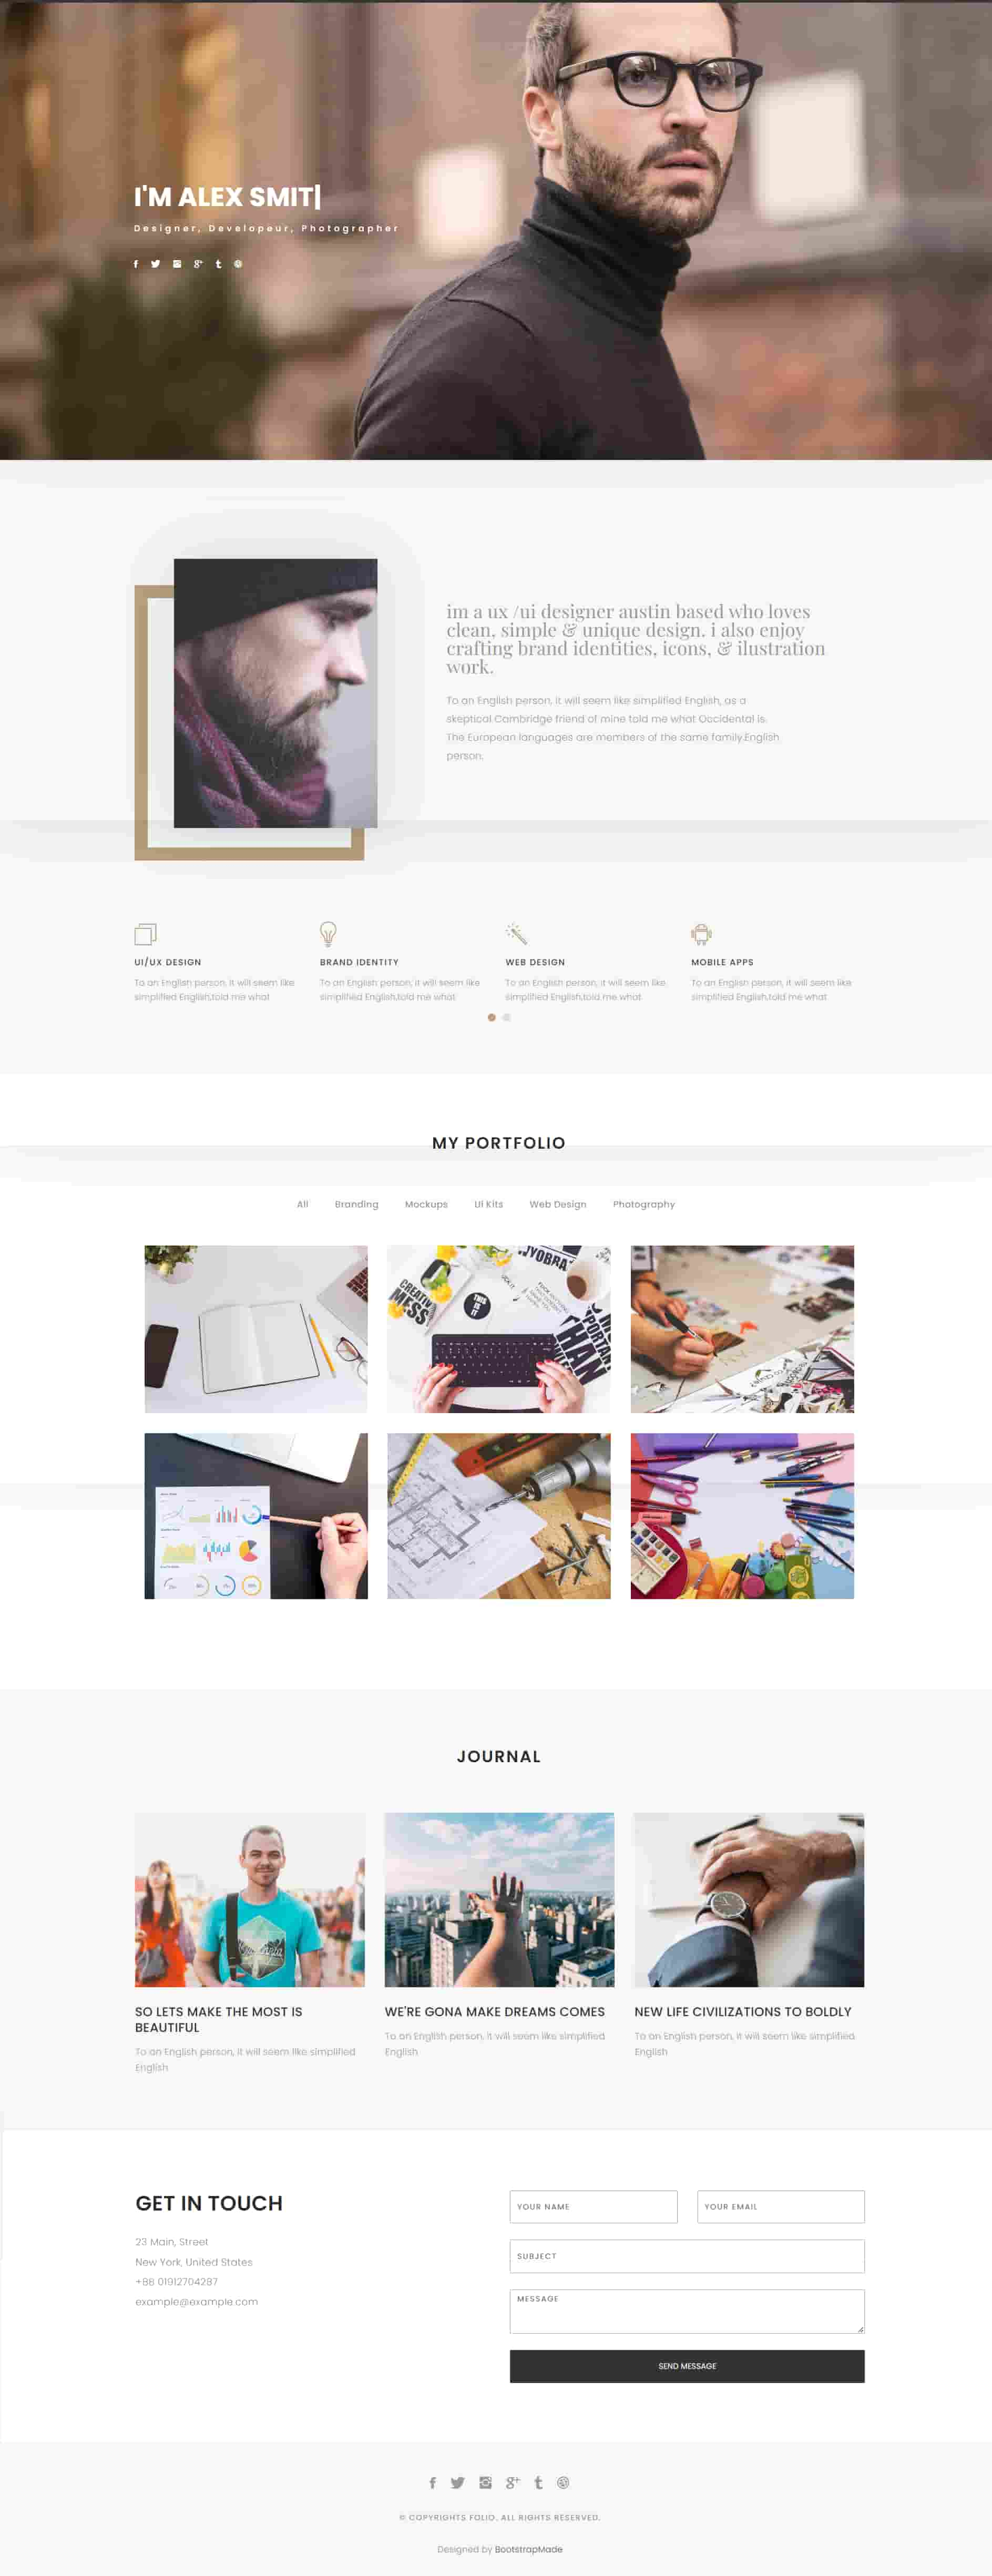 I'M ALEX SMIT|
Designer, Developeur, Photographer
im a ux /ui designer austin based who loves
clean, simple & unique design. i also enjoy
crafting brand identities, icons, & ilustration
work.
To an English person, it will seem like simplified English, as a
skeptical Cambridge friend of mine told me what Occidental is.
The European languages are members of the same family.English
person.
UI/UX DESIGN
To an English person, it will seem like
simplified English,told me what
BRAND IDENTITY
To an English person, it will seem like
simplified English,told me what
WEB DESIGN
To an English person, it will seem like
simplified English,told me what
MOBILE APPS
To an English person, it will seem like
simplified English,told me what
MY PORTFOLIO
All Branding Mockups Ui Kits Web Design Photography
CREATIV
MESS
THIS
IS
IT
JOURNAL
SO LETS MAKE THE MOST IS
BEAUTIFUL
To an English person, it will seem like simplified
English
WE'RE GONA MAKE DREAMS COMES
To an English person, it will seem like simplified
English
NEW LIFE CIVILIZATIONS TO BOLDLY
To an English person, it will seem like simplified
English
GET IN TOUCH
23 Main, Street
New York, United States
+88 01912704287
example@example.com
YOUR NAME
YOUR EMAIL
SUBJECT
MESSAGE
SEND MESSAGE
© COPYRIGHTS FOLIO. ALL RIGHTS RESERVED.
Designed by BootstrapMade